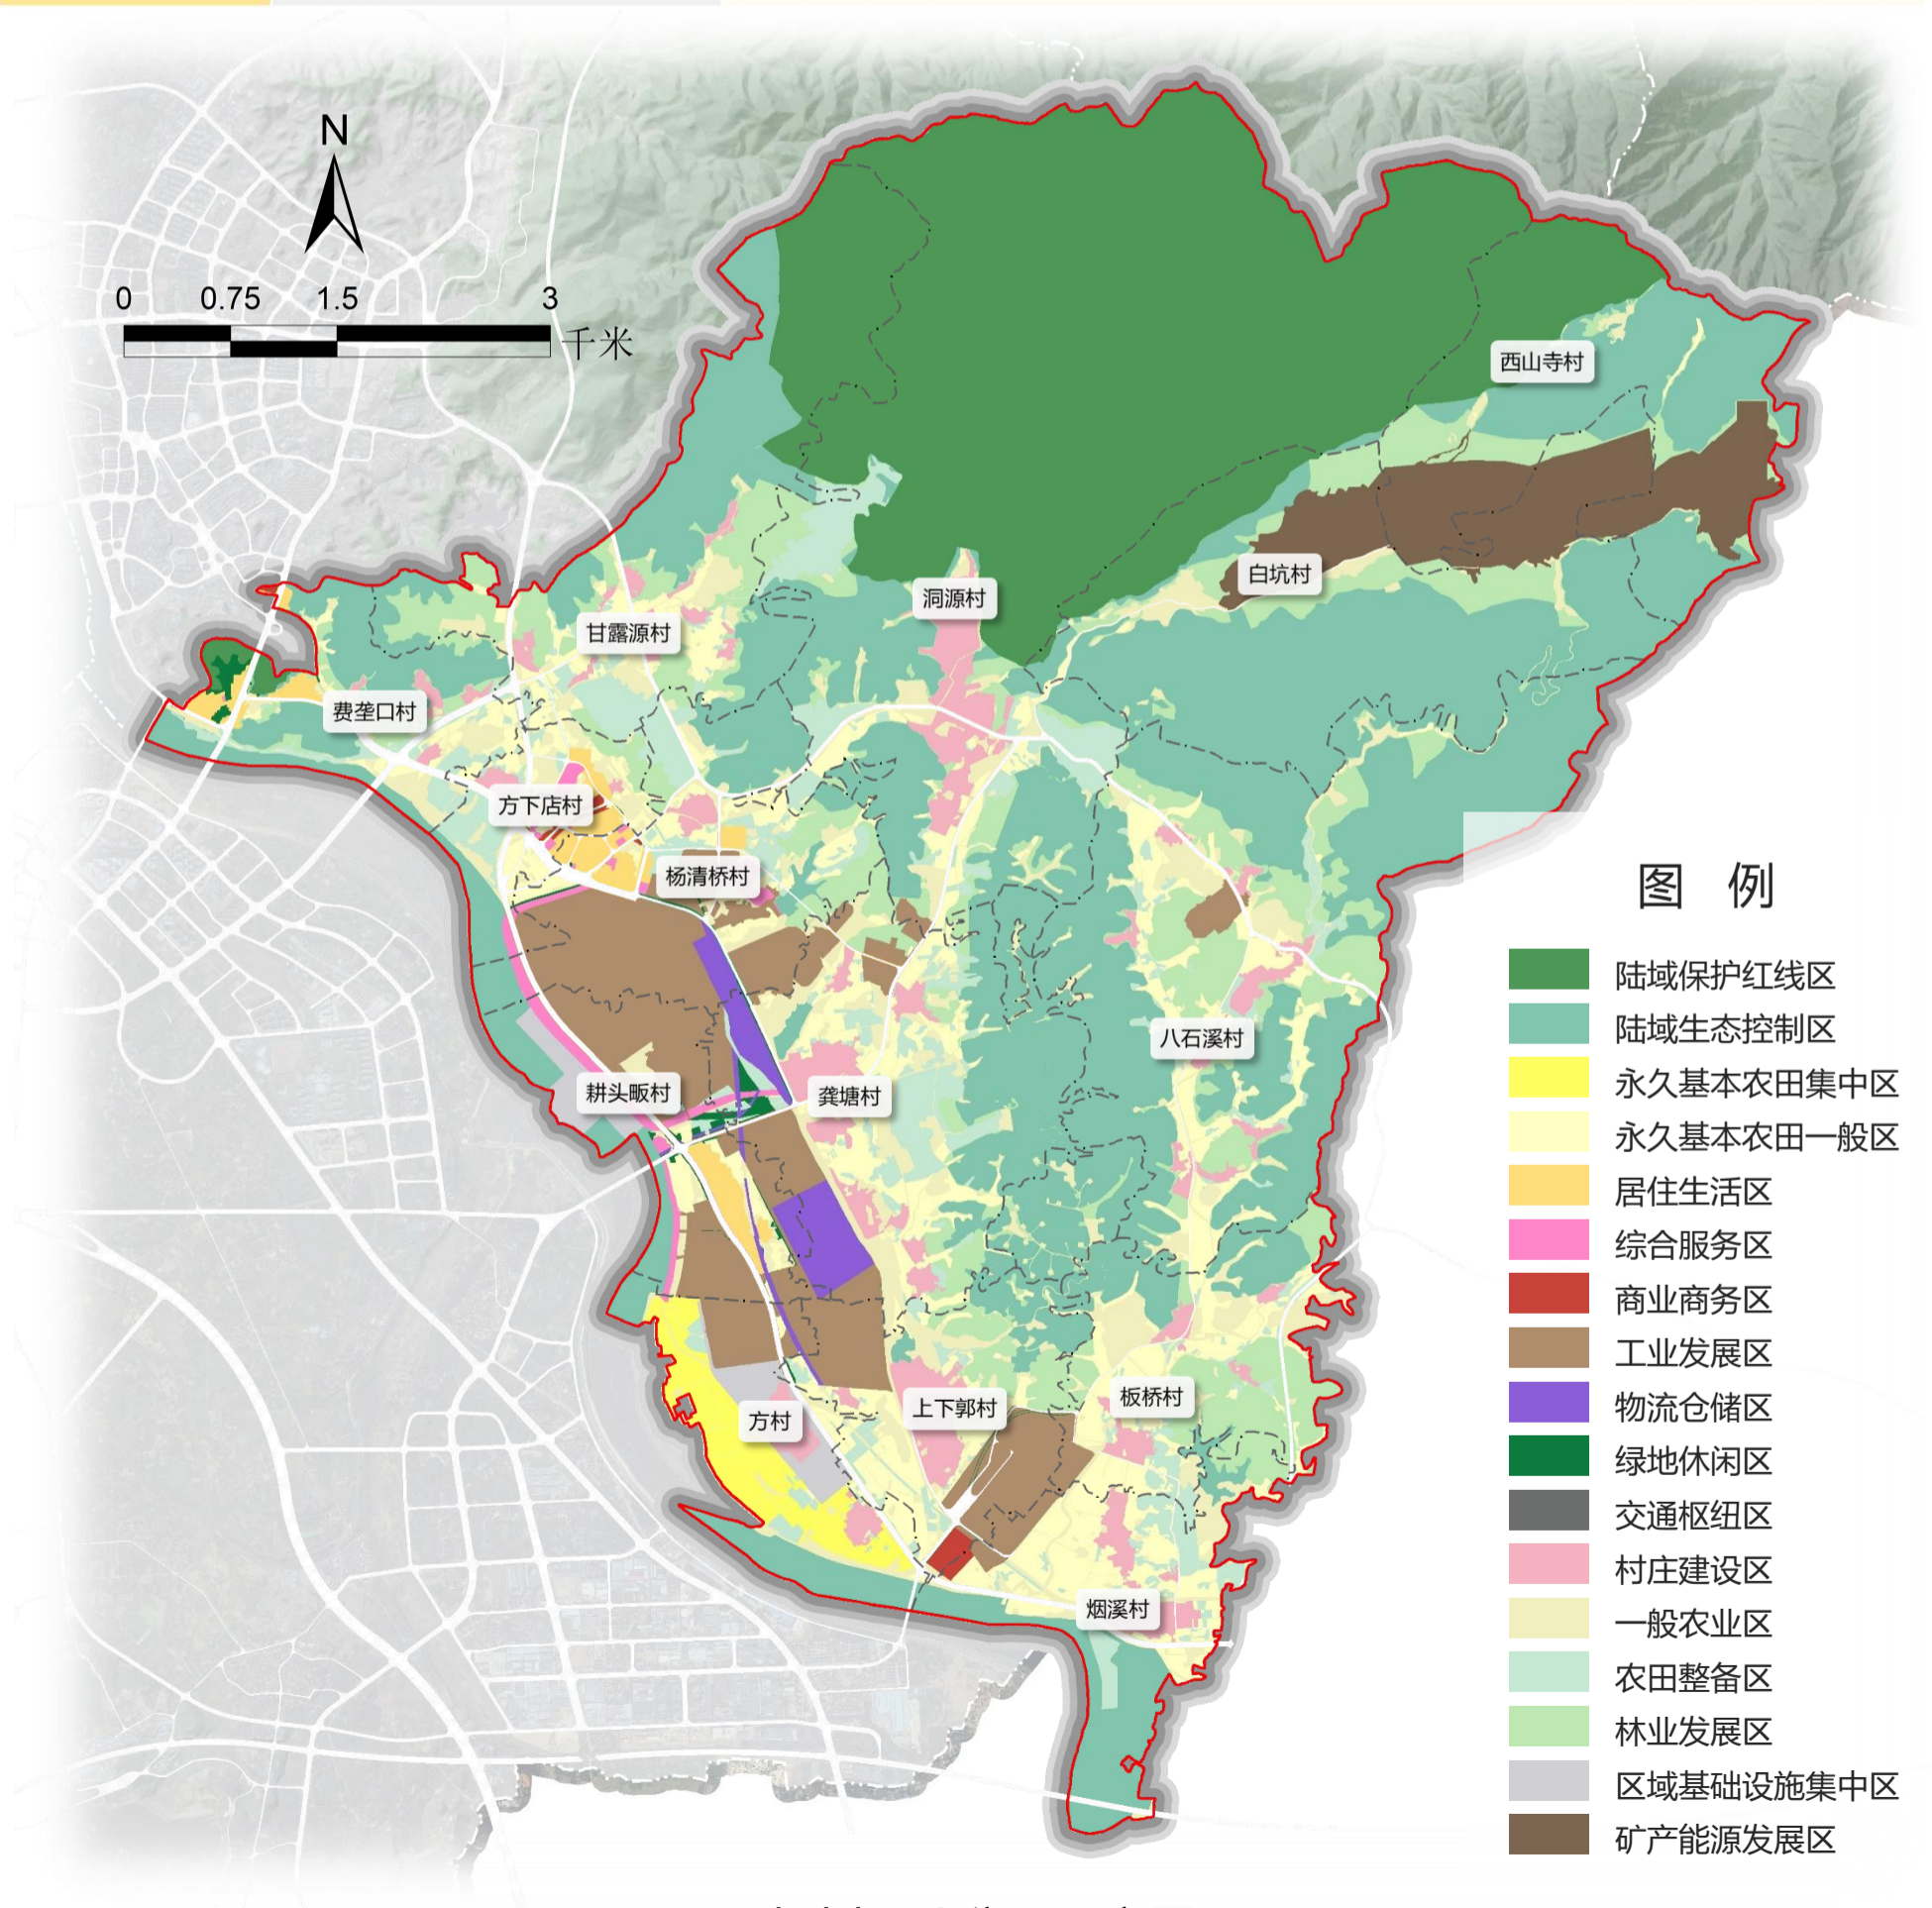 N
0 0.75 1.5 3
千米
西山寺村
白坑村
洞源村
甘露源村
费垄口村
方下店村
杨清桥村
八石溪村
耕头畈村
龚塘村
板桥村
上下郭村
方村
烟溪村
图 例
陆域保护红线区
陆域生态控制区
永久基本农田集中区
永久基本农田一般区
居住生活区
综合服务区
商业商务区
工业发展区
物流仓储区
绿地休闲区
交通枢纽区
村庄建设区
一般农业区
农田整备区
林业发展区
区域基础设施集中区
矿产能源发展区